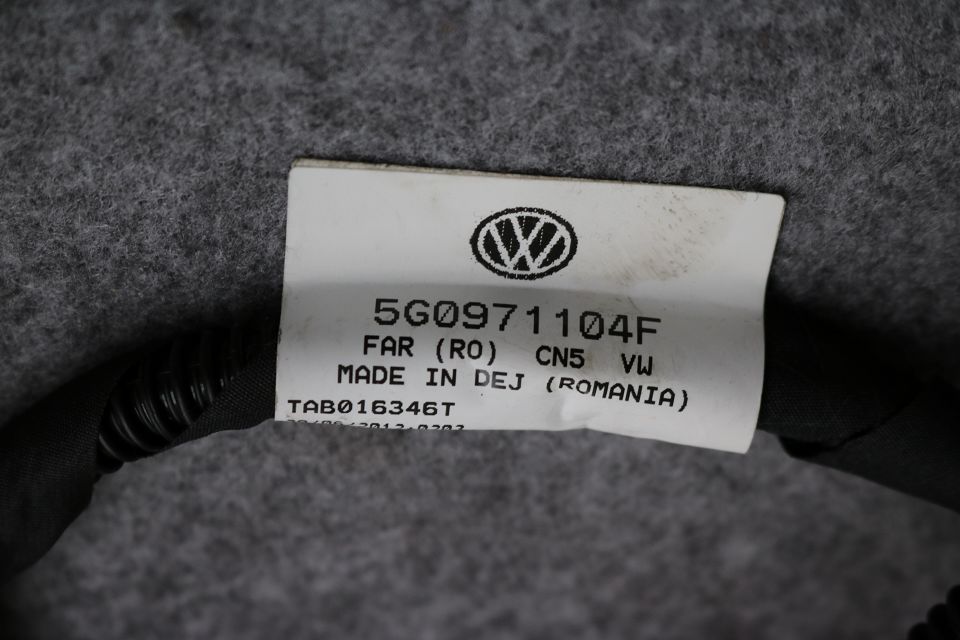 5G0971104F
FAR (RO) CN5 VW
MADE IN DEJ (ROMANIA)
TAB016346T